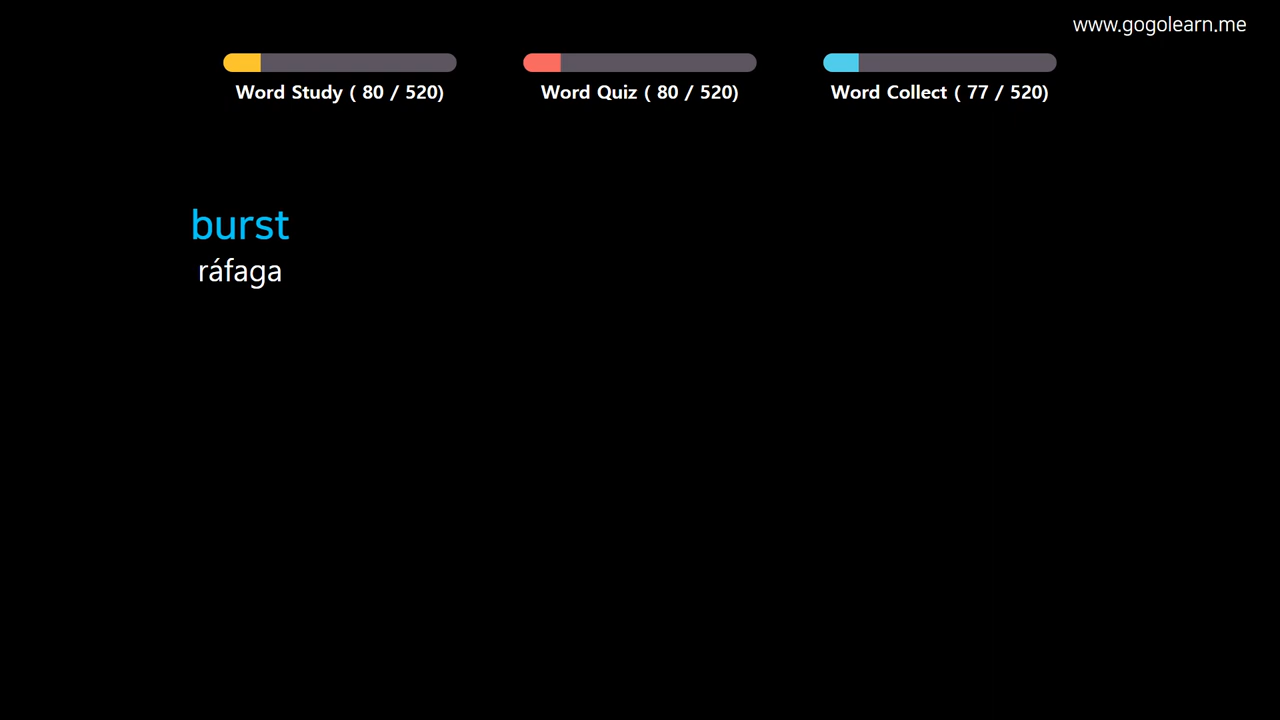 www.gogolearn.me
Word Study ( 80 / 520)
Word Quiz ( 80 / 520)
Word Collect ( 77 / 520)
burst
ráfaga